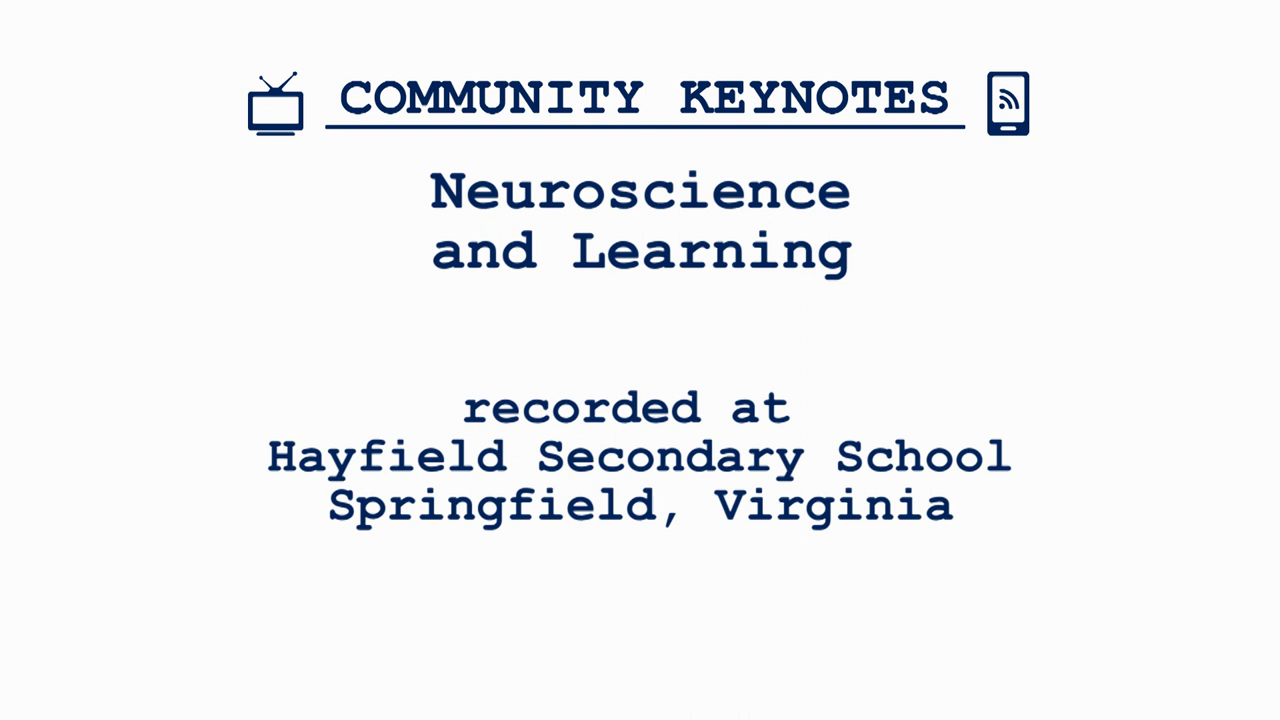 COMMUNITY KEYNOTES
Neuroscience
and Learning
recorded at
Hayfield Secondary School
Springfield, Virginia